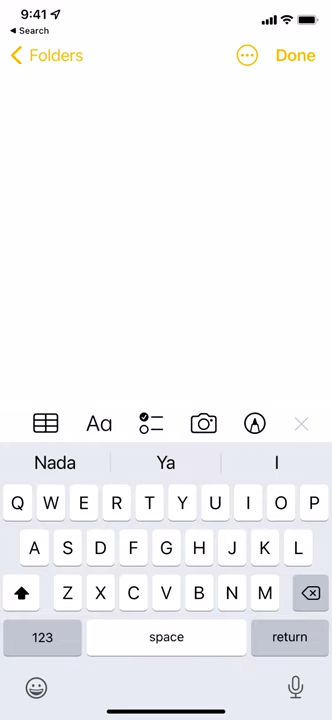 9:41
◀ Search
Folders
Done
Aa
Nada Ya I
Q W E R T Y U I O P
A S D F G H J K L
Z X C V B N M
123 space return